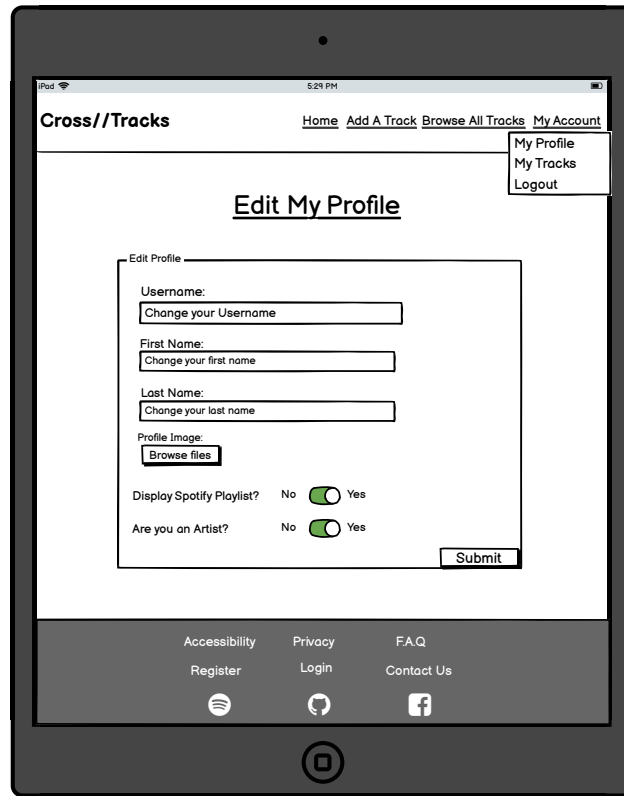 iPad 5:29 PM
Cross//Tracks Home Add A Track Browse All Tracks My Account
My Profile
My Tracks
Logout
Edit My Profile
Edit Profile
Username:
Change your Username
First Name:
Change your first name
Last Name:
Change your last name
Profile Image:
Browse files
Display Spotify Playlist? No Yes
Are you an Artist? No Yes
Submit
Accessibility Privacy F.A.Q
Register Login Contact Us